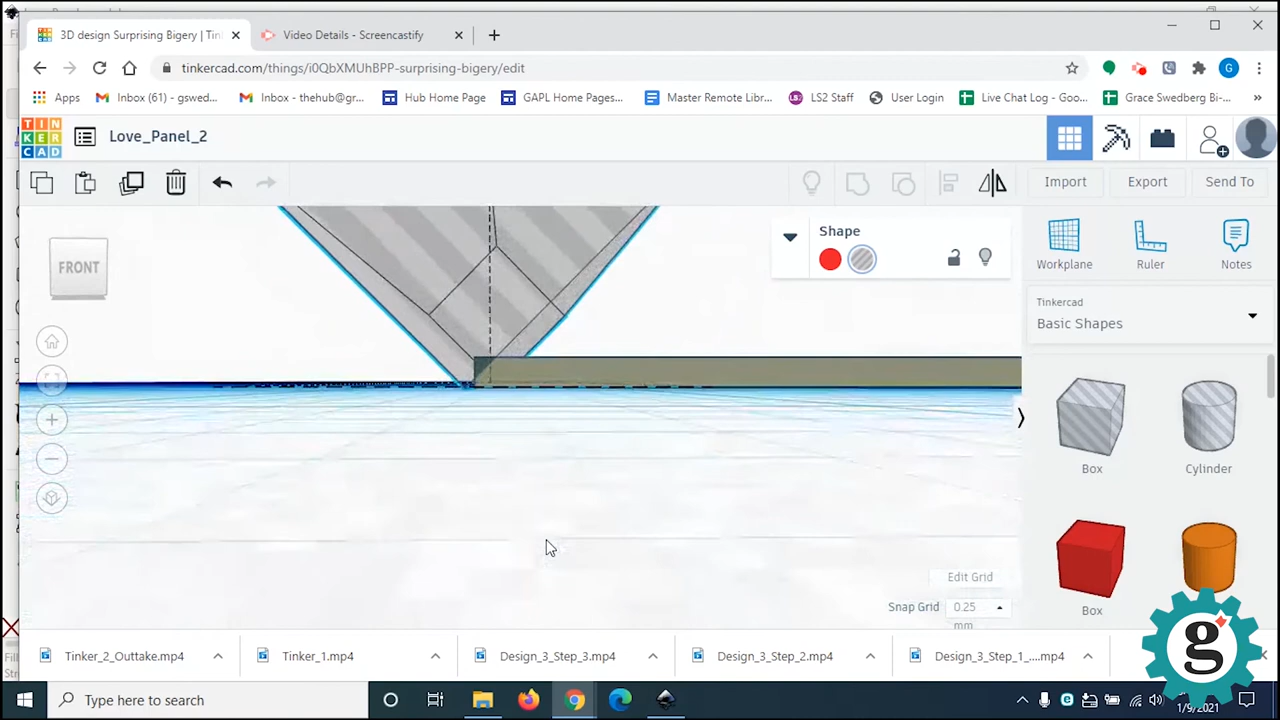 3D design Surprising Bigery | Tin
Video Details - Screencastify
tinkercad.com/things/i0QbXMUhBPP-surprising-bigery/edit
G
Apps
Inbox (61) - gswed...
Inbox - thehub@gr...
Hub Home Page
GAPL Home Pages...
Master Remote Libr...
LS2 Staff
User Login
Live Chat Log - Goo...
Grace Swedberg Bi-...
»
TIN
KER
CAD
Love_Panel_2
Import
Export
Send To
FRONT
Shape
Workplane
Ruler
Notes
Tinkercad
Basic Shapes
Box
Cylinder
Box
Edit Grid
Snap Grid
0.25
mm
g
Tinker_2_Outtake.mp4
Tinker_1.mp4
Design_3_Step_3.mp4
Design_3_Step_2.mp4
Design_3_Step_1_....mp4
Type here to search
1/9/2021